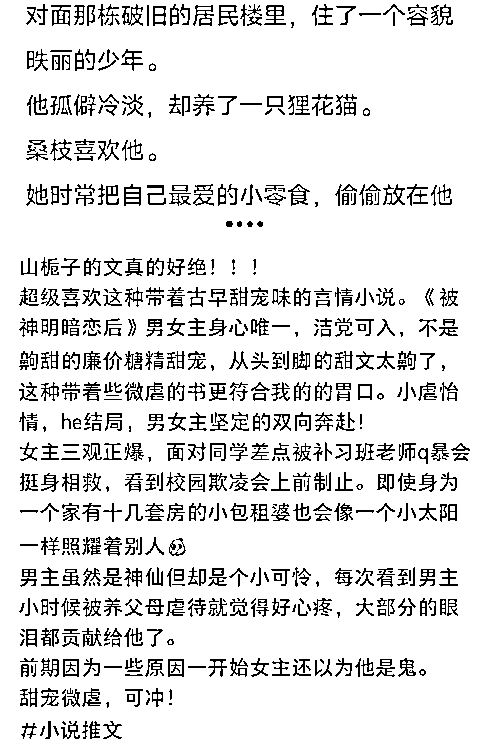 对面那栋破旧的居民楼里，住了一个容貌
昳丽的少年。
他孤僻冷淡，却养了一只狸花猫。
桑枝喜欢他。
她时常把自己最爱的小零食，偷偷放在他
••••
山栀子的文真的好绝！！！
超级喜欢这种带着古早甜宠味的言情小说。《被
神明暗恋后》男女主身心唯一，洁党可入，不是
齁甜的廉价糖精甜宠，从头到脚的甜文太齁了，
这种带着些微虐的书更符合我的的胃口。小虐怡
情，he结局，男女主坚定的双向奔赴！
女主三观正爆，面对同学差点被补习班老师q暴会
挺身相救，看到校园欺凌会上前制止。即使身为
一个家有十几套房的小包租婆也会像一个小太阳
一样照耀着别人
男主虽然是神仙但却是个小可怜，每次看到男主
小时候被养父母虐待就觉得好心疼，大部分的眼
泪都贡献给他了。
前期因为一些原因一开始女主还以为他是鬼。
甜宠微虐，可冲！
#小说推文